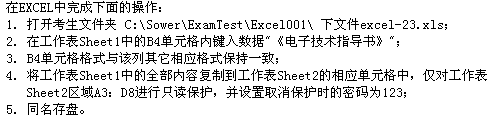 在EXCEL中完成下面的操作：
1. 打开考生文件夹 C:\Sower\ExamTest\Excel001\ 下文件excel-23.xls；
2. 在工作表Sheet1中的B4单元格内键入数据"《电子技术指导书》"；
3. B4单元格格式与该列其它相应格式保持一致；
4. 将工作表Sheet1中的全部内容复制到工作表Sheet2的相应单元格中，仅对工作表
Sheet2区域A3：D8进行只读保护，并设置取消保护时的密码为123；
5. 同名存盘。